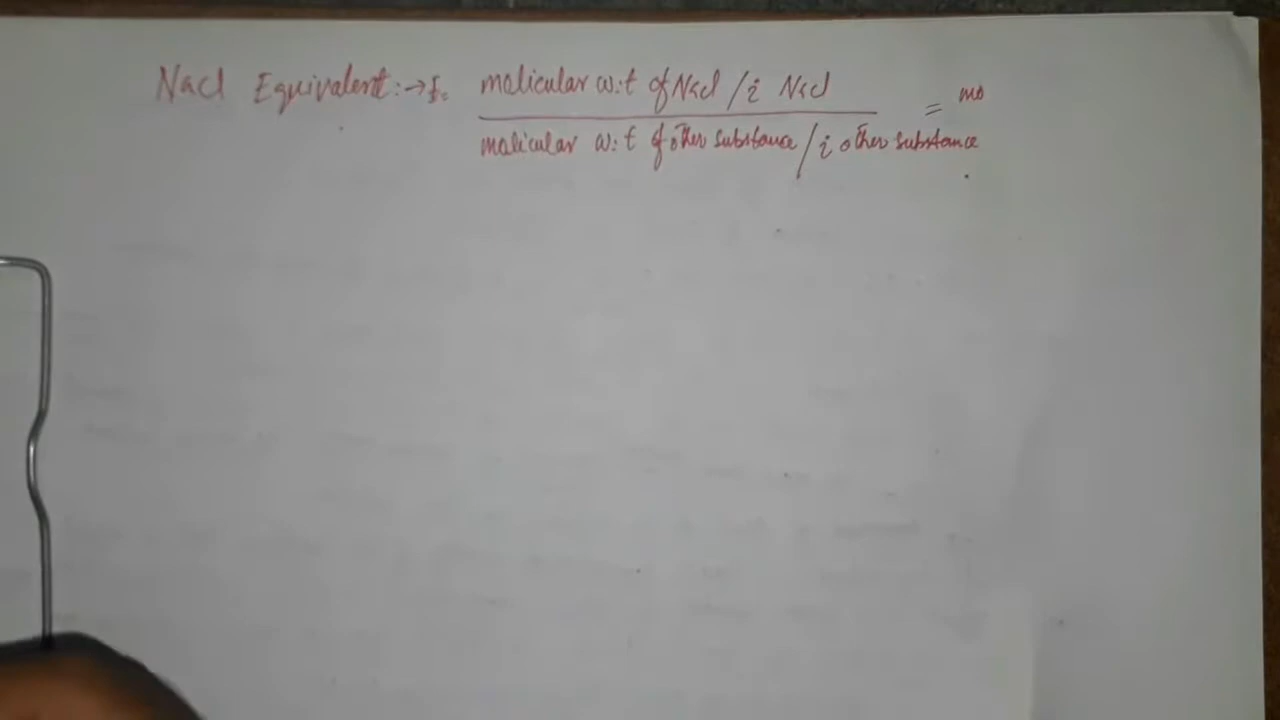 Nacl Equivalent:→ molicular w:t of Nacl / i Nacl = mo
molicular w:t of other substance / i other substance